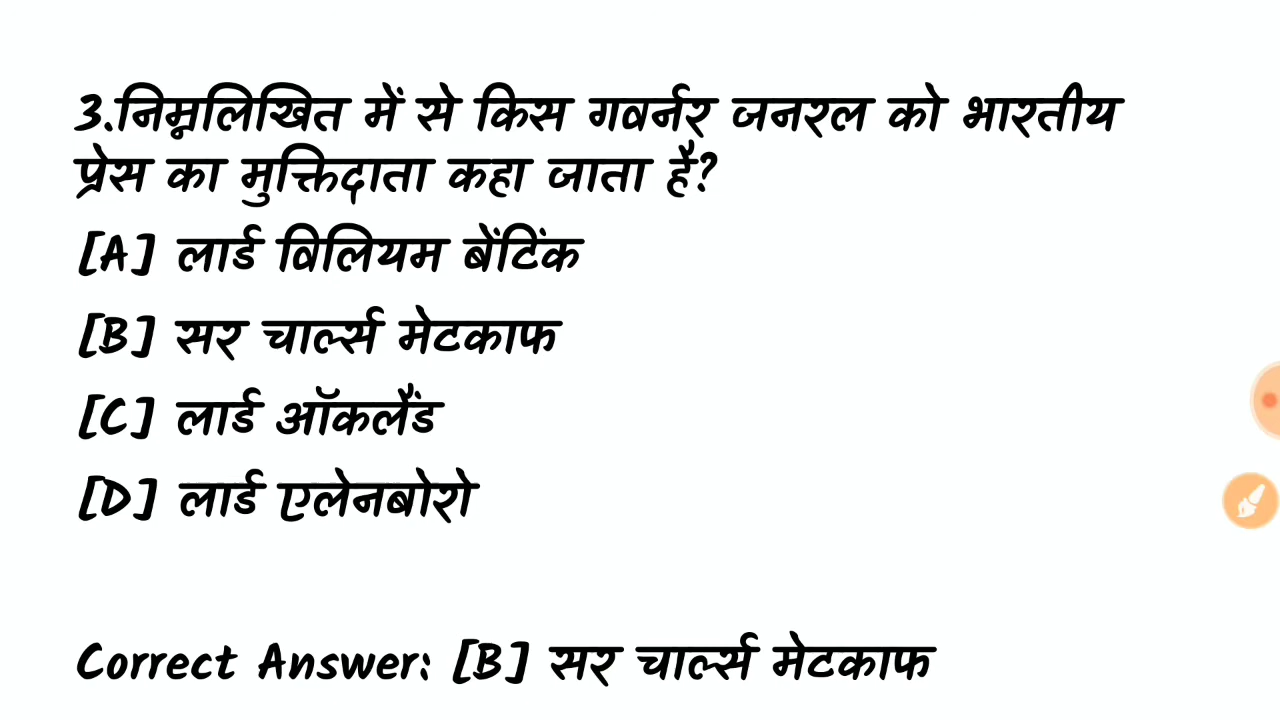 3.निम्नलिखित में से किस गवर्नर जनरल को भारतीय
प्रेस का मुक्तिदाता कहा जाता है?
[A] लार्ड विलियम बेंटिंक
[B] सर चार्ल्स मेटकाफ
[C] लार्ड ऑकलैंड
[D] लार्ड एलेनबोरो
Correct Answer: [B] सर चार्ल्स मेटकाफ